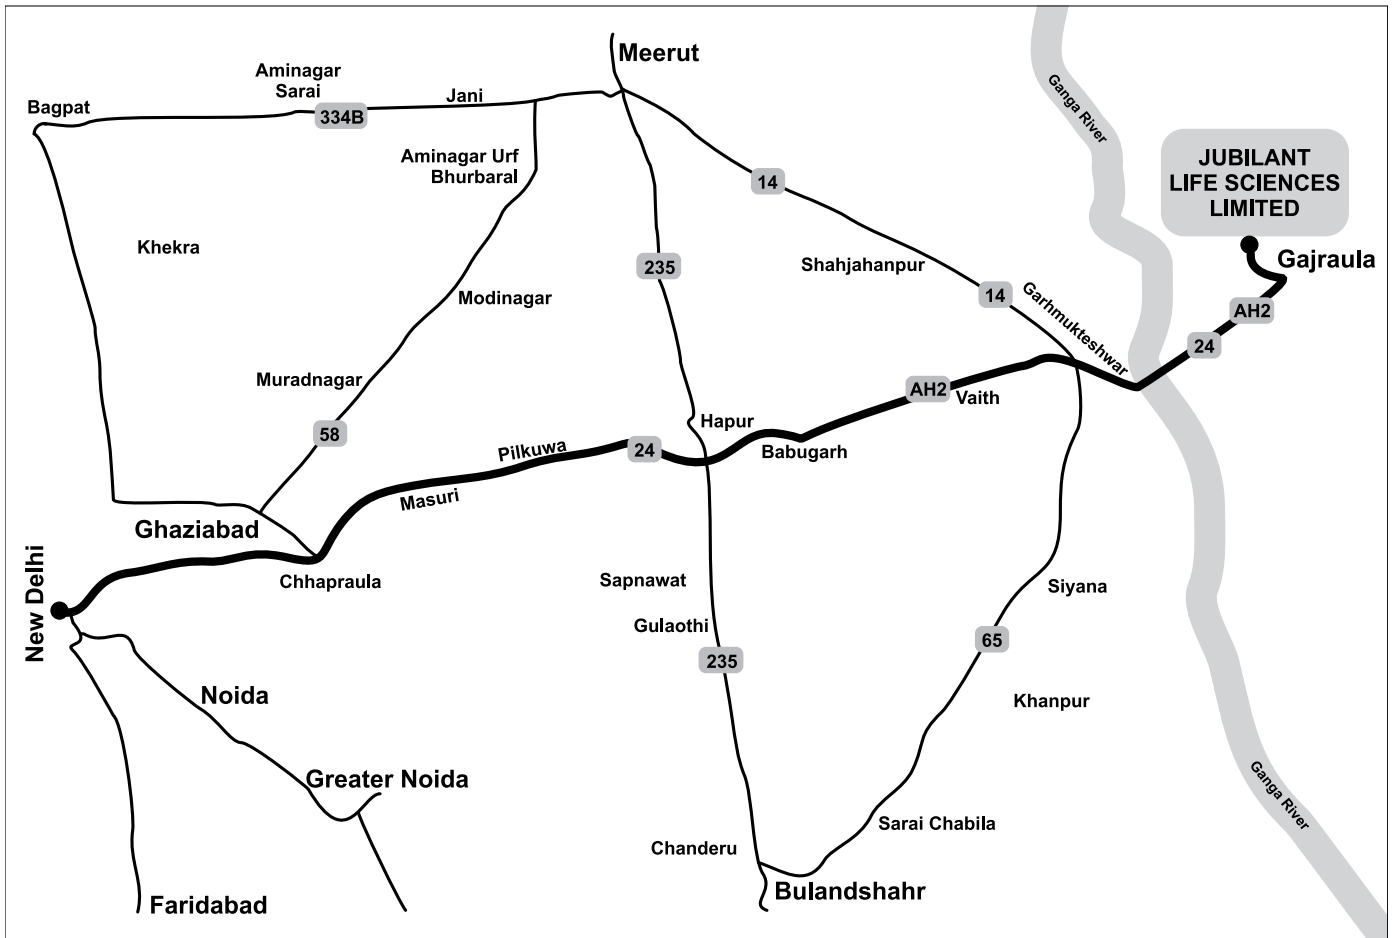 Meerut
Aminagar
Sarai
Jani
Bagpat
334B
Ganga River
Aminagar Urf
Bhurbaral
JUBILANT
LIFE SCIENCES
LIMITED
14
Khekra
235
Shahjahanpur
Gajraula
Modinagar
14
Garhmukteshwar
AH2
24
Muradnagar
AH2
Vaith
58
Hapur
Pilkuwa
24
Babugarh
Masuri
Ghaziabad
New Delhi
Chhapraula
Sapnawat
Siyana
Gulaothi
65
235
Noida
Khanpur
Greater Noida
Ganga River
Sarai Chabila
Chanderu
Bulandshahr
Faridabad